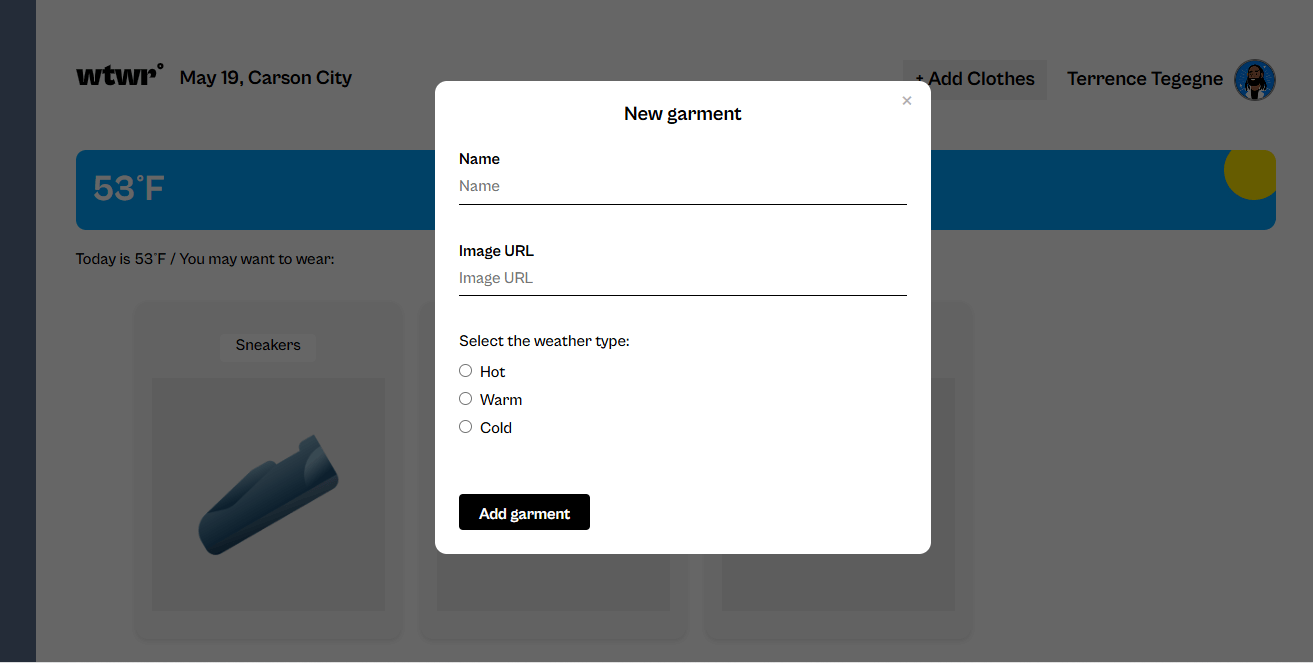 wtwr° May 19, Carson City
+ Add Clothes Terrence Tegegne
×
New garment
53°F
Name
Name
Image URL
Image URL
Today is 53°F / You may want to wear:
Sneakers
Select the weather type:
Hot
Warm
Cold
Add garment